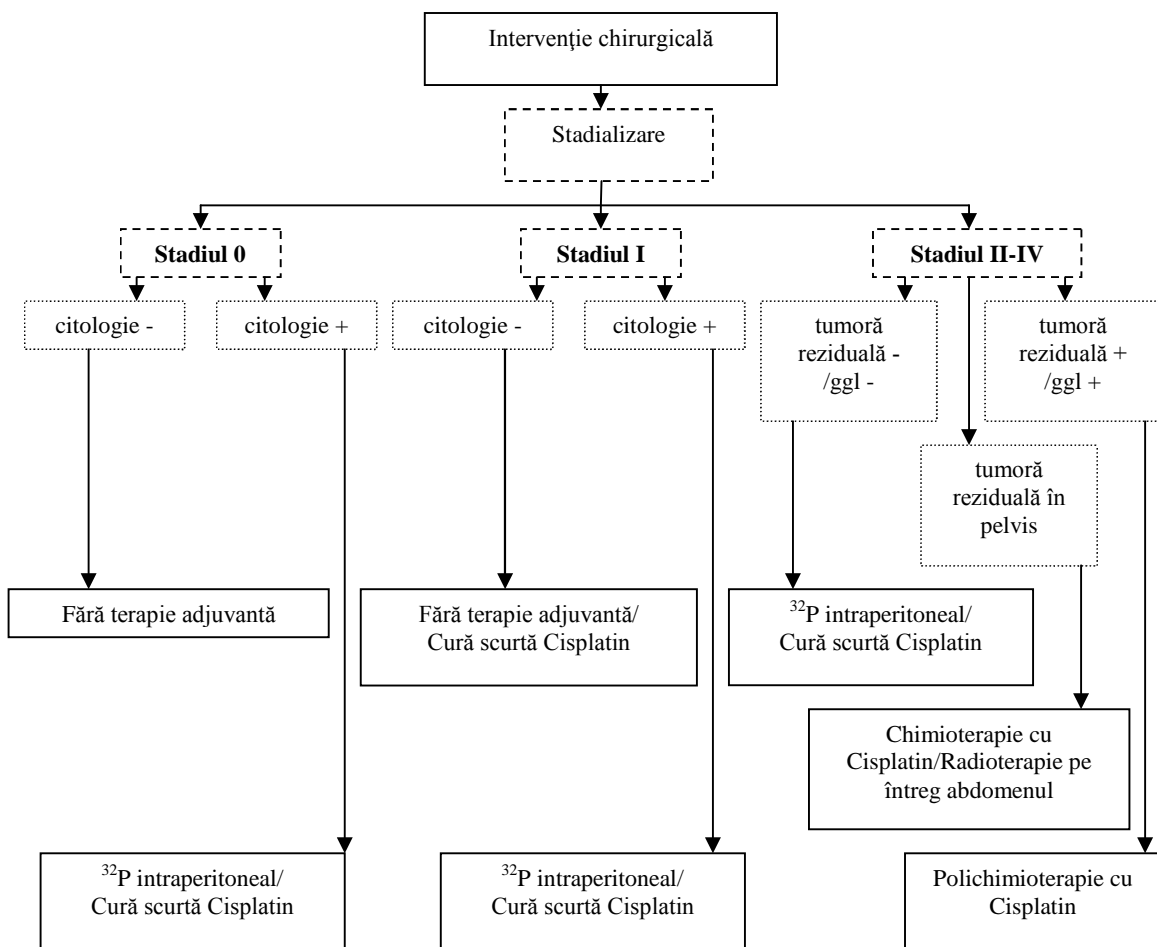 Intervenţie chirurgicală
Stadializare
Stadiul 0
Stadiul I
Stadiul II-IV
citologie -
citologie +
citologie -
citologie +
tumoră
reziduală -
/ggl -
tumoră
reziduală +
/ggl +
tumoră
reziduală în
pelvis
Fără terapie adjuvantă
Fără terapie adjuvantă/
Cură scurtă Cisplatin
³²P intraperitoneal/
Cură scurtă Cisplatin
Chimioterapie cu
Cisplatin/Radioterapie pe
întreg abdomenul
³²P intraperitoneal/
Cură scurtă Cisplatin
³²P intraperitoneal/
Cură scurtă Cisplatin
Polichimioterapie cu
Cisplatin